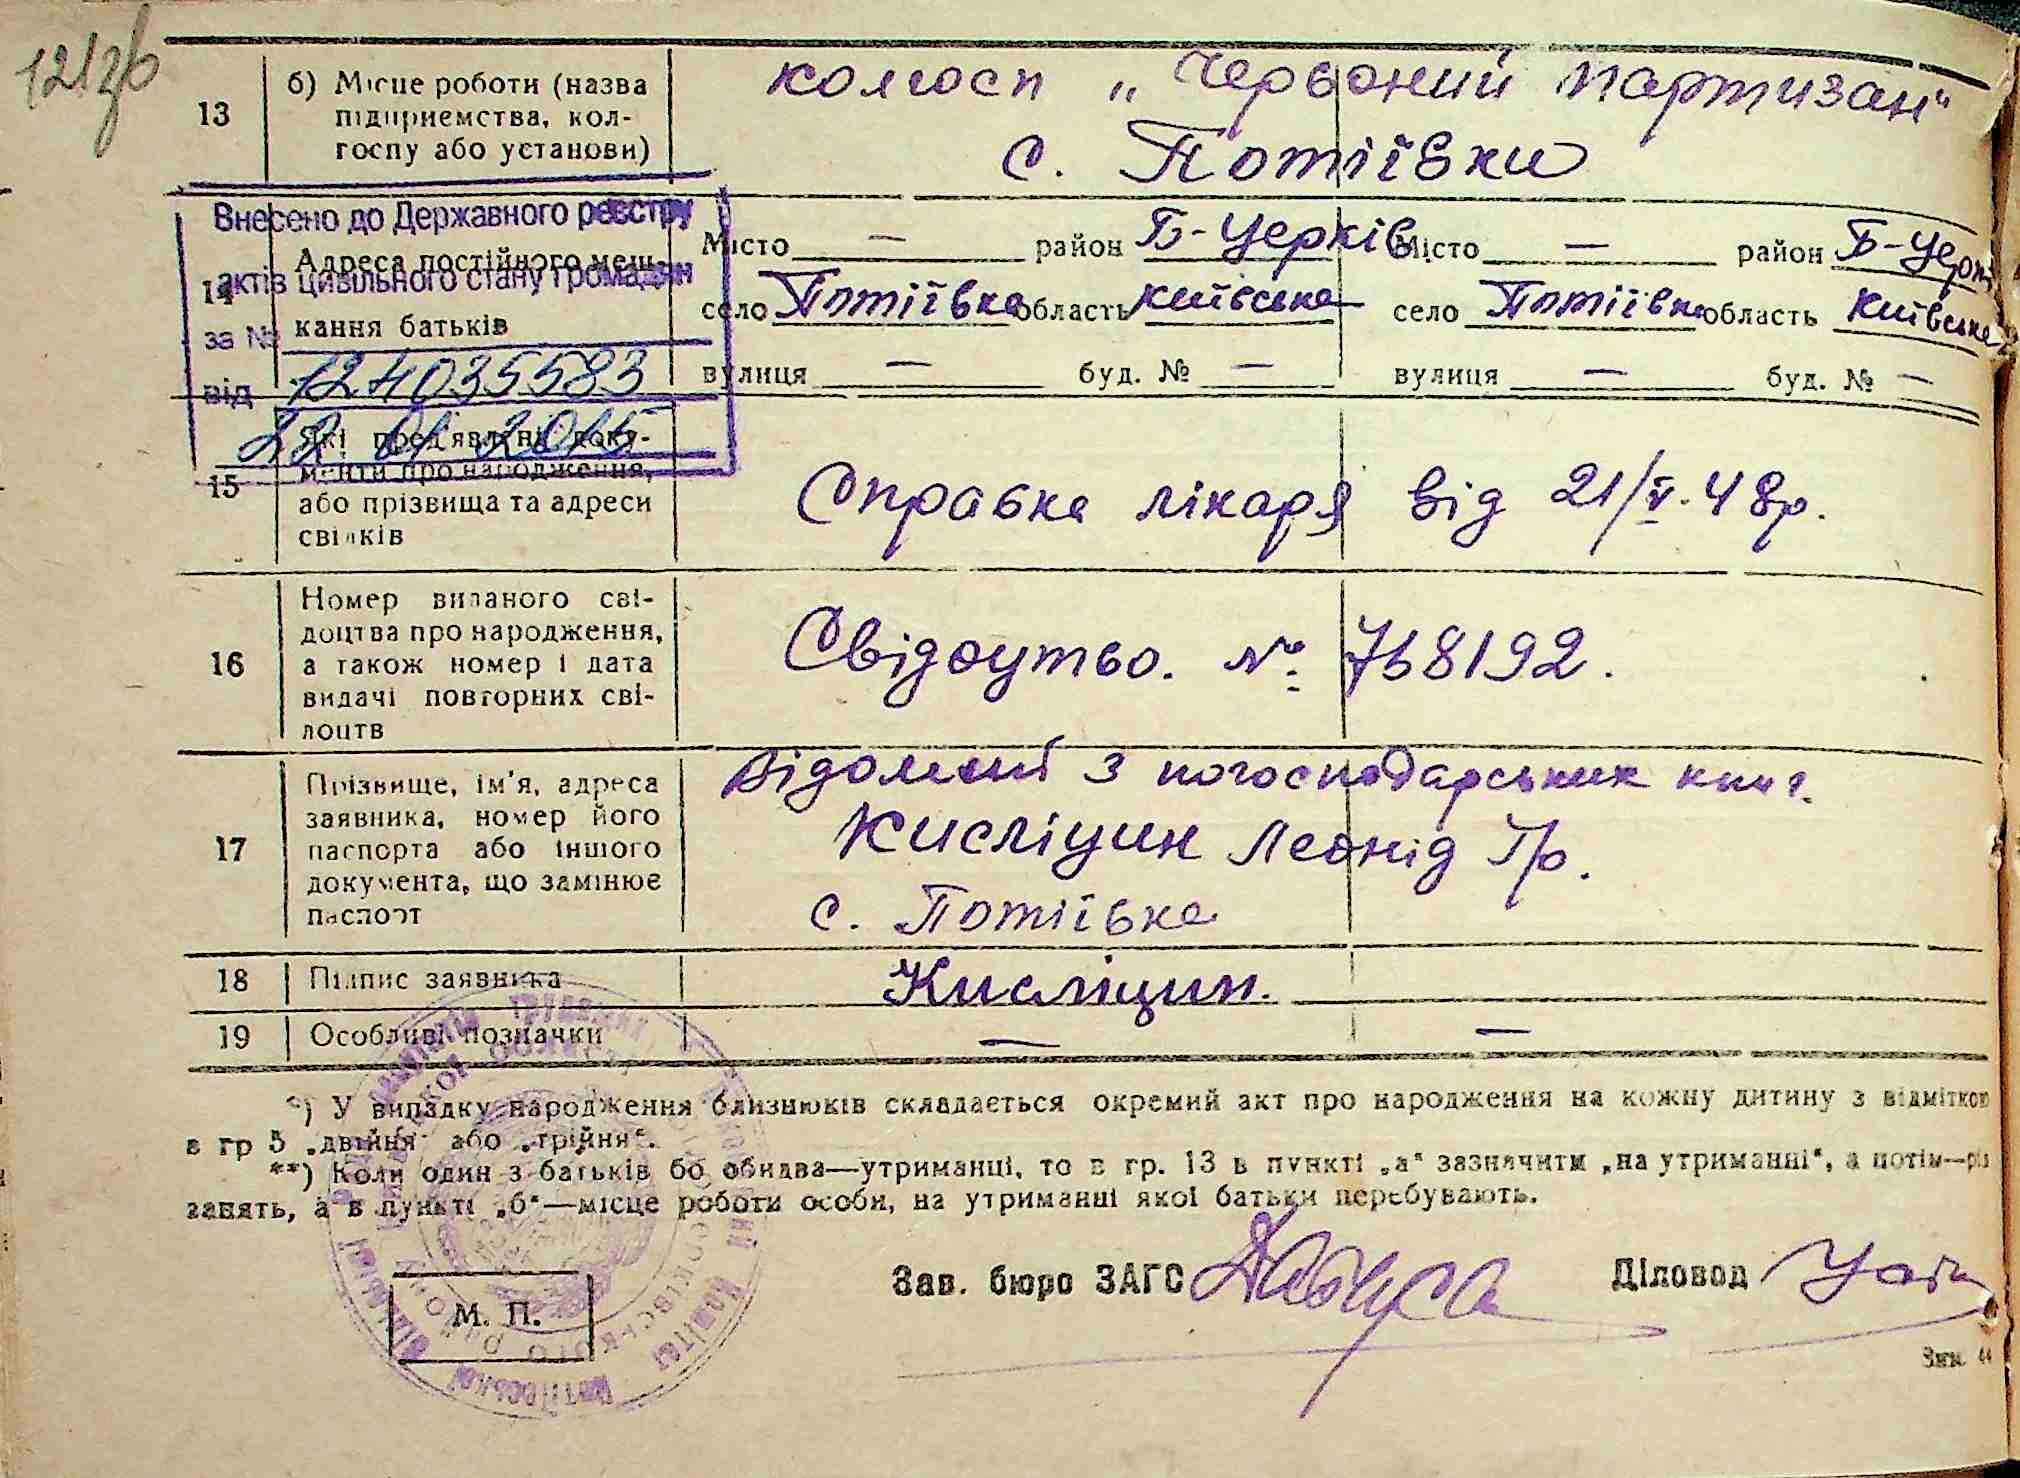 13
б) Місце роботи (назва
підприємства, кол-
госпу або установи)
колгосп „Червоний Партизан“
с. Потіївки
Внесено до Державного реєстру
актів цивільного стану громадян
за №
124035583
від
22 01 2015
14
Адреса постійного меш-
кання батьків
Місто — район Б-Церків
село Потіївка область Київська
вулиця — буд. № —
Місто — район Б-Церк
село Потіївка область Київська
вулиця — буд. № —
15
Які пред'явлені доку-
менти про народження,
або прізвища та адреси
свідків
Справка лікаря від 21/V. 48р.
16
Номер виданого сві-
доцтва про народження,
а також номер і дата
видачі повторних сві-
доцтв
Свідоцтво. № 768192.
17
Прізвище, ім'я, адреса
заявника, номер його
паспорта або іншого
документа, що замінює
паспорт
Відомості з погосподарських книг.
Кисліцин Леонід Гр.
с. Потіївка
18
Підпис заявника
Кисліцин.
19
Особливі позначки
— —
*) У випадку народження близнюків складається окремий акт про народження на кожну дитину з відміткою
в гр 5 „двійня“ або „трійня“.
**) Коли один з батьків бо обидва—утриманці, то в гр. 13 в пункті „а“ зазначити „на утриманні“, а потім—рід
занять, а в пункті „б“—місце роботи особи, на утриманні якої батьки перебувають.
Зав. бюро ЗАГС
Діловод
М. П.